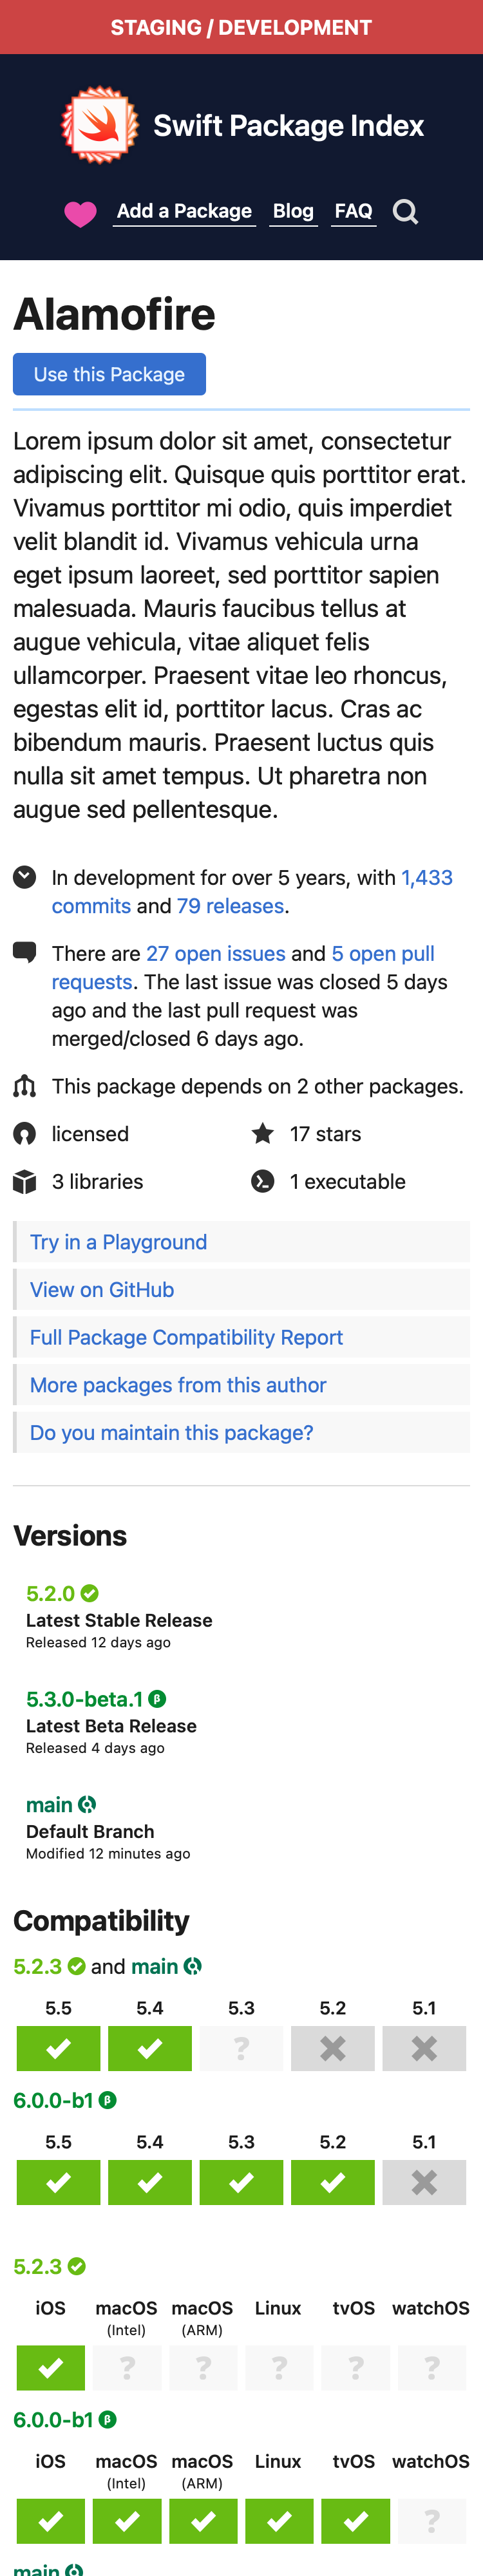 STAGING / DEVELOPMENT
Swift Package Index
Add a Package Blog FAQ
Alamofire
Use this Package
Lorem ipsum dolor sit amet, consectetur
adipiscing elit. Quisque quis porttitor erat.
Vivamus porttitor mi odio, quis imperdiet
velit blandit id. Vivamus vehicula urna
eget ipsum laoreet, sed porttitor sapien
malesuada. Mauris faucibus tellus at
augue vehicula, vitae aliquet felis
ullamcorper. Praesent vitae leo rhoncus,
egestas elit id, porttitor lacus. Cras ac
bibendum mauris. Praesent luctus quis
nulla sit amet tempus. Ut pharetra non
augue sed pellentesque.
In development for over 5 years, with 1,433
commits and 79 releases.
There are 27 open issues and 5 open pull
requests. The last issue was closed 5 days
ago and the last pull request was
merged/closed 6 days ago.
This package depends on 2 other packages.
licensed 17 stars
3 libraries 1 executable
Try in a Playground
View on GitHub
Full Package Compatibility Report
More packages from this author
Do you maintain this package?
Versions
5.2.0
Latest Stable Release
Released 12 days ago
5.3.0-beta.1 β
Latest Beta Release
Released 4 days ago
main
Default Branch
Modified 12 minutes ago
Compatibility
5.2.3 and main
5.5 5.4 5.3 5.2 5.1
?
6.0.0-b1 β
5.5 5.4 5.3 5.2 5.1
5.2.3
iOS macOS macOS Linux tvOS watchOS
(Intel) (ARM)
? ? ? ? ?
6.0.0-b1 β
iOS macOS macOS Linux tvOS watchOS
(Intel) (ARM)
?
main